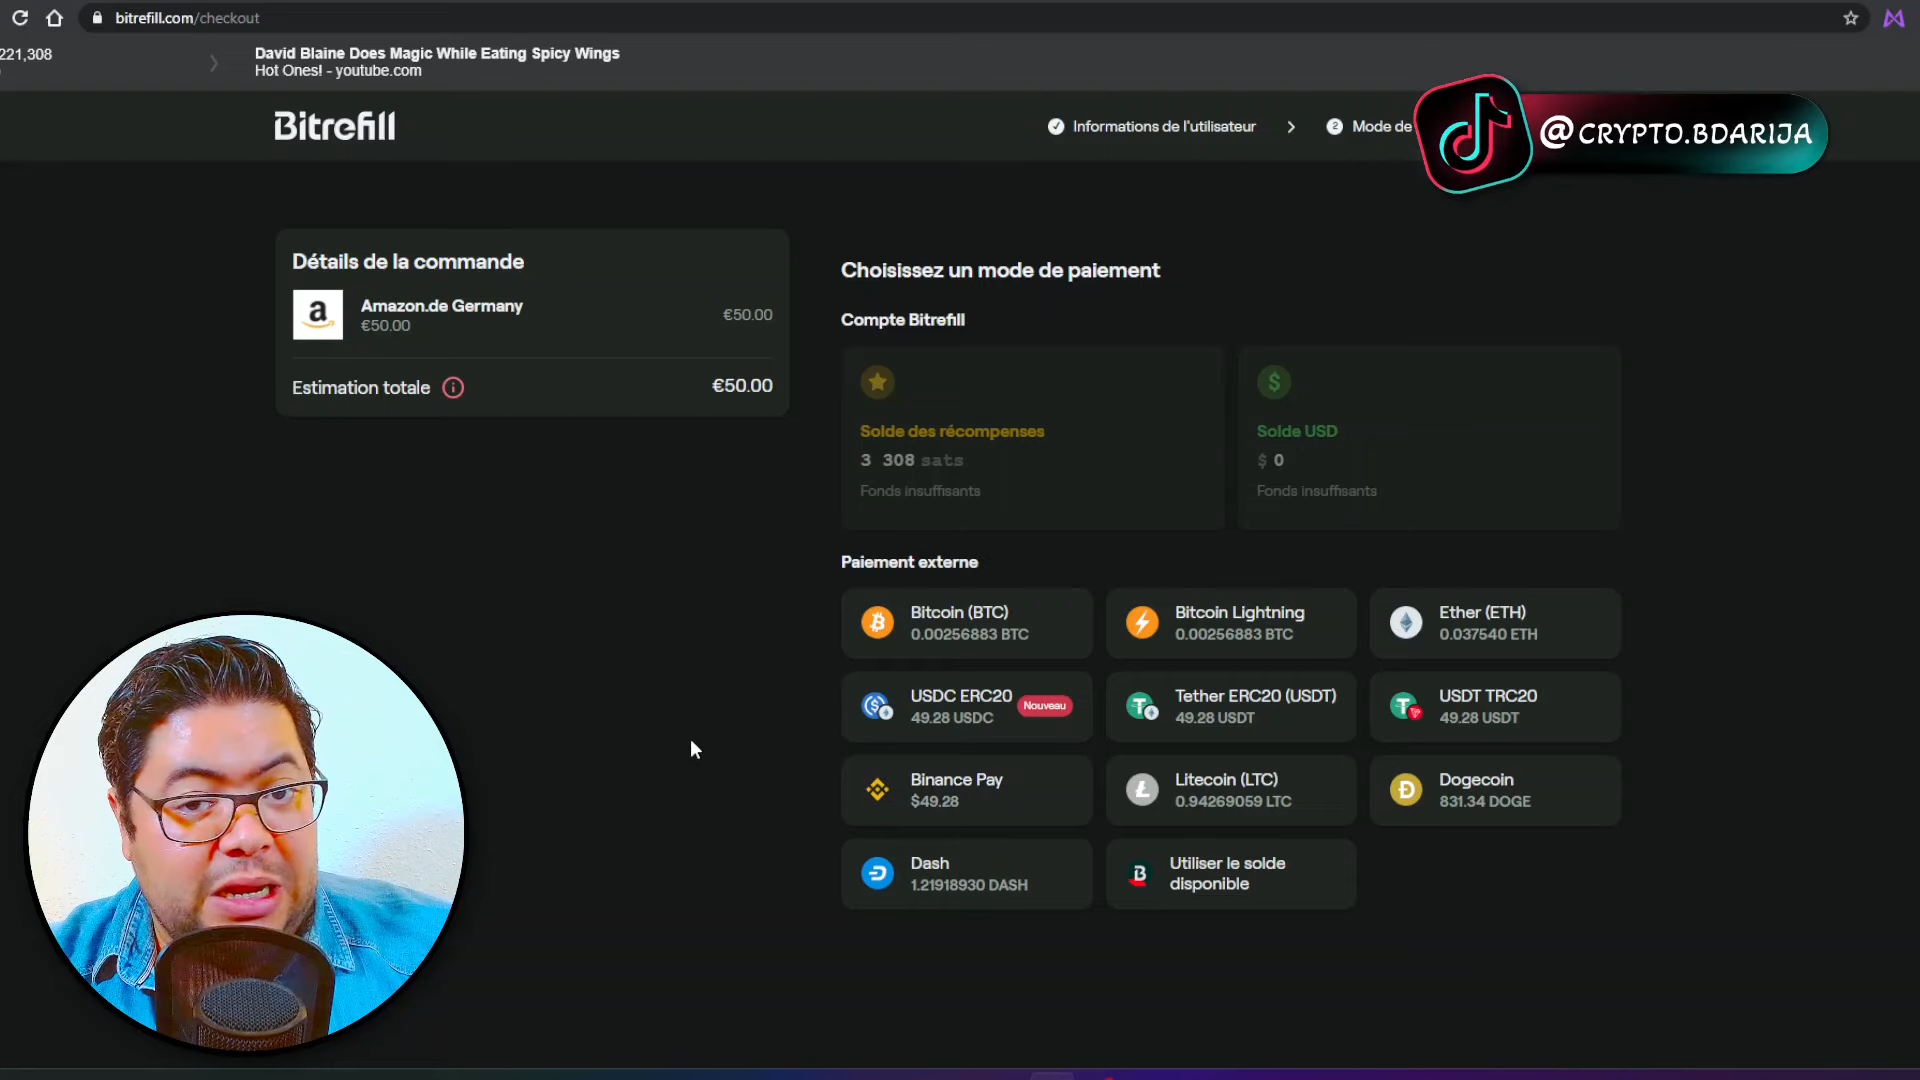 bitrefill.com/checkout
221,308
David Blaine Does Magic While Eating Spicy Wings
Hot Ones! - youtube.com
Bitrefill
Informations de l'utilisateur
2 Mode de
@CRYPTO.BDARIJA
Détails de la commande
a
Amazon.de Germany
€50.00
€50.00
Estimation totale
€50.00
Choisissez un mode de paiement
Compte Bitrefill
Solde des récompenses
3 308 sats
Fonds insuffisants
$
Solde USD
$ 0
Fonds insuffisants
Paiement externe
Bitcoin (BTC)
0.00256883 BTC
Bitcoin Lightning
0.00256883 BTC
Ether (ETH)
0.037540 ETH
USDC ERC20
49.28 USDC
Nouveau
Tether ERC20 (USDT)
49.28 USDT
USDT TRC20
49.28 USDT
Binance Pay
$49.28
Litecoin (LTC)
0.94269059 LTC
Dogecoin
831.34 DOGE
Dash
1.21918930 DASH
Utiliser le solde
disponible